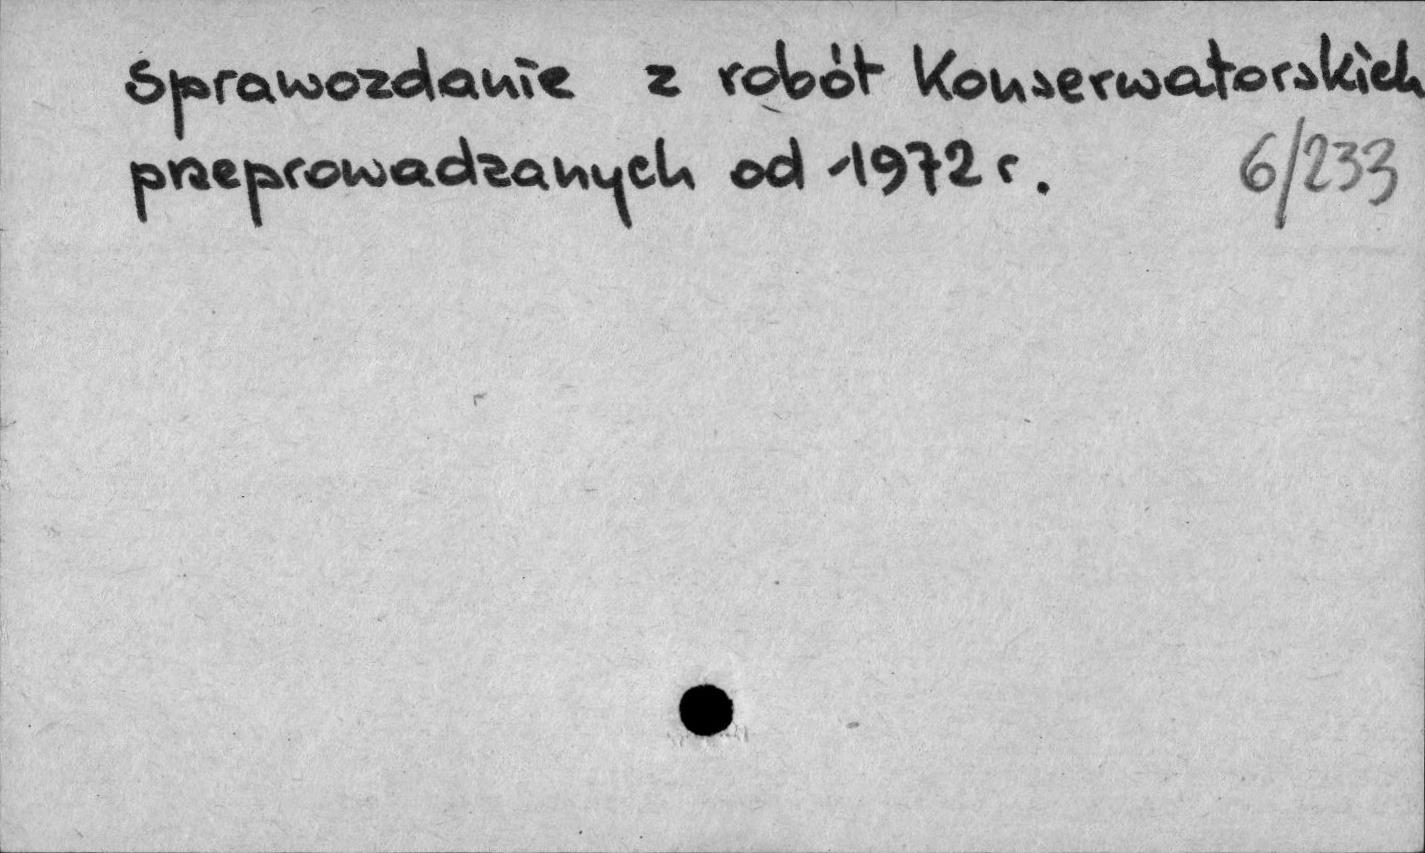 Sprawozdanie z robót Konserwatorskich
przeprowadzanych od 1972 r. 6/233